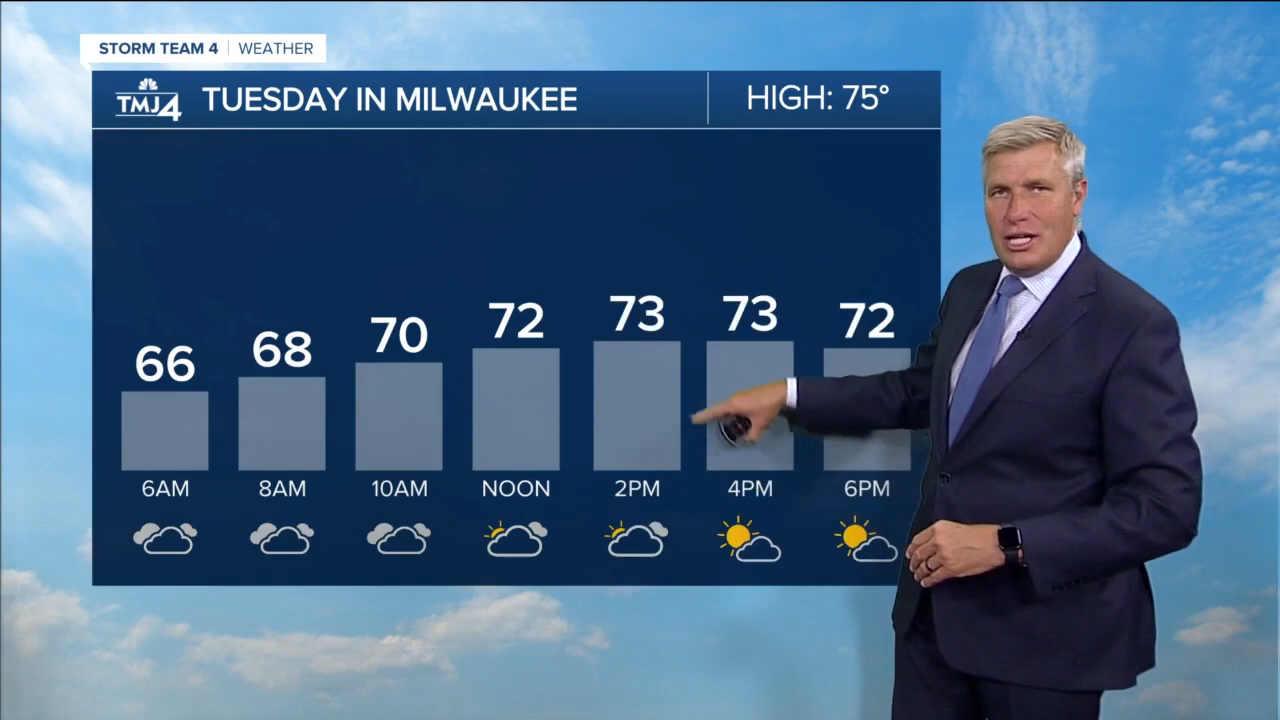 STORM TEAM 4 | WEATHER
TMJ4 TUESDAY IN MILWAUKEE HIGH: 75°
66 68 70 72 73 73 72
6AM 8AM 10AM NOON 2PM 4PM 6PM